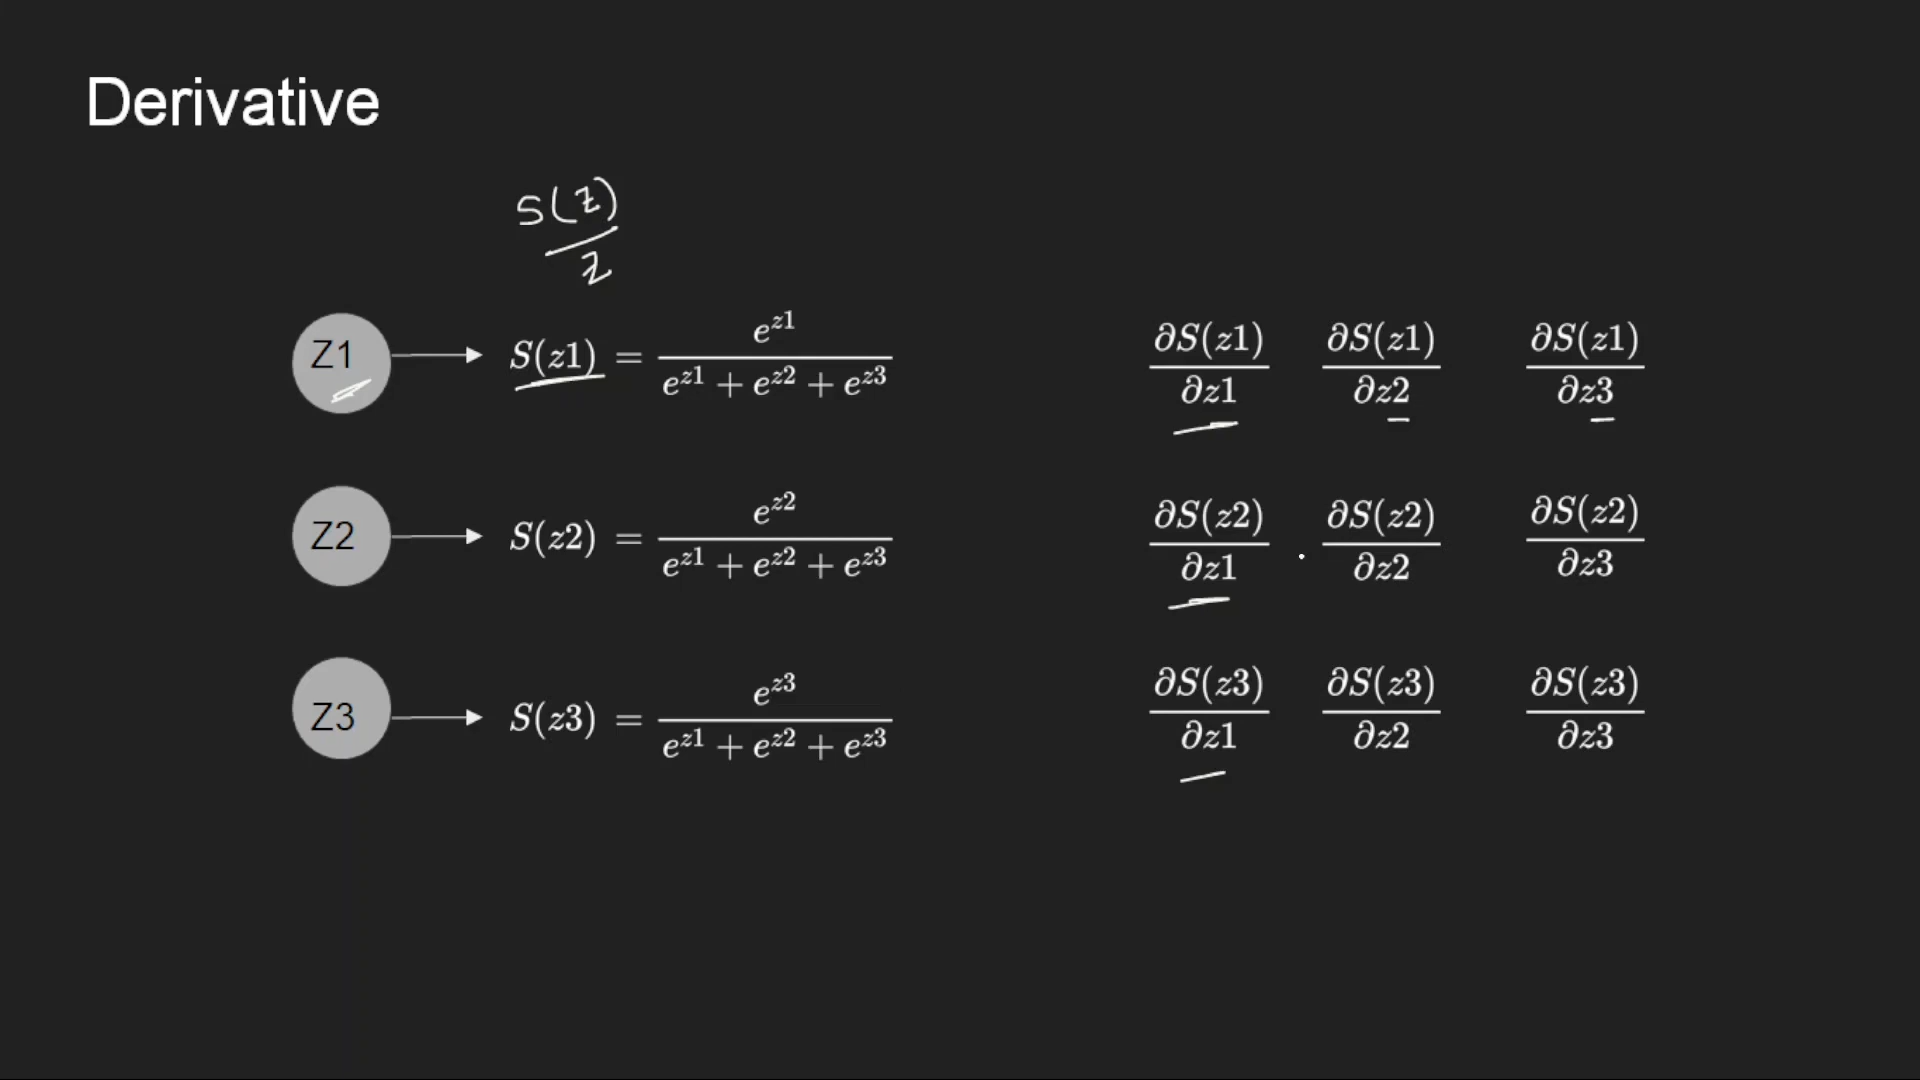 Derivative
S(z)
z
Z1 S(z1) = e^{z1} / (e^{z1} + e^{z2} + e^{z3}) ∂S(z1)/∂z1 ∂S(z1)/∂z2 ∂S(z1)/∂z3
Z2 S(z2) = e^{z2} / (e^{z1} + e^{z2} + e^{z3}) ∂S(z2)/∂z1 ∂S(z2)/∂z2 ∂S(z2)/∂z3
Z3 S(z3) = e^{z3} / (e^{z1} + e^{z2} + e^{z3}) ∂S(z3)/∂z1 ∂S(z3)/∂z2 ∂S(z3)/∂z3